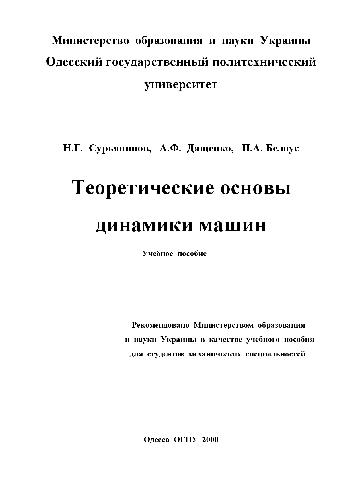 Министерство образования и науки Украины
Одесский государственный политехнический
университет
Н.Г. Сурьянинов, А.Ф. Дащенко, П.А. Белоус
Теоретические основы
динамики машин
Учебное пособие
Рекомендовано Министерством образования
и науки Украины в качестве учебного пособия
для студентов механических специальностей
Одесса ОГПУ 2000